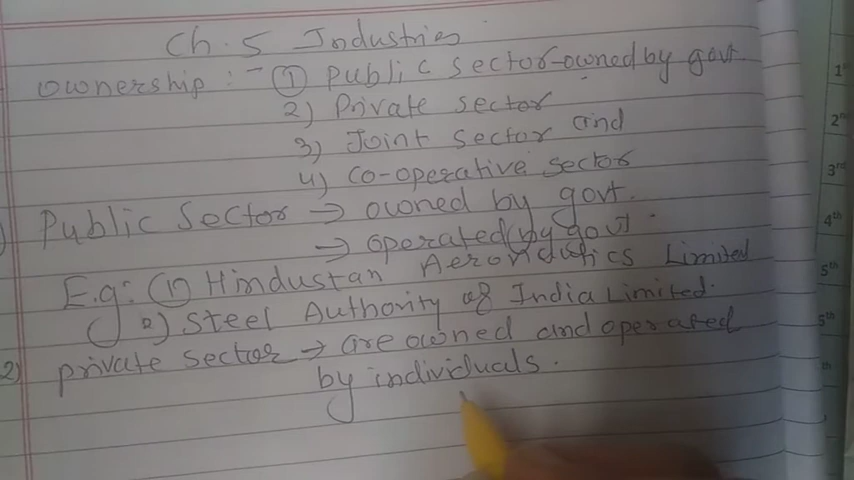 Ch. 5 Industries
ownership :- ① Public sector-owned by govt
2) Private sector
3) Joint sector and
4) Co-operative sector
1) Public Sector → owned by govt.
→ operated by govt.
E.g: ① Hindustan Aeronautics Limited
2) Steel Authority of India Limited.
2) private sector → are owned and operated
by individuals.
1st
2nd
3rd
4th
5th
5th
th